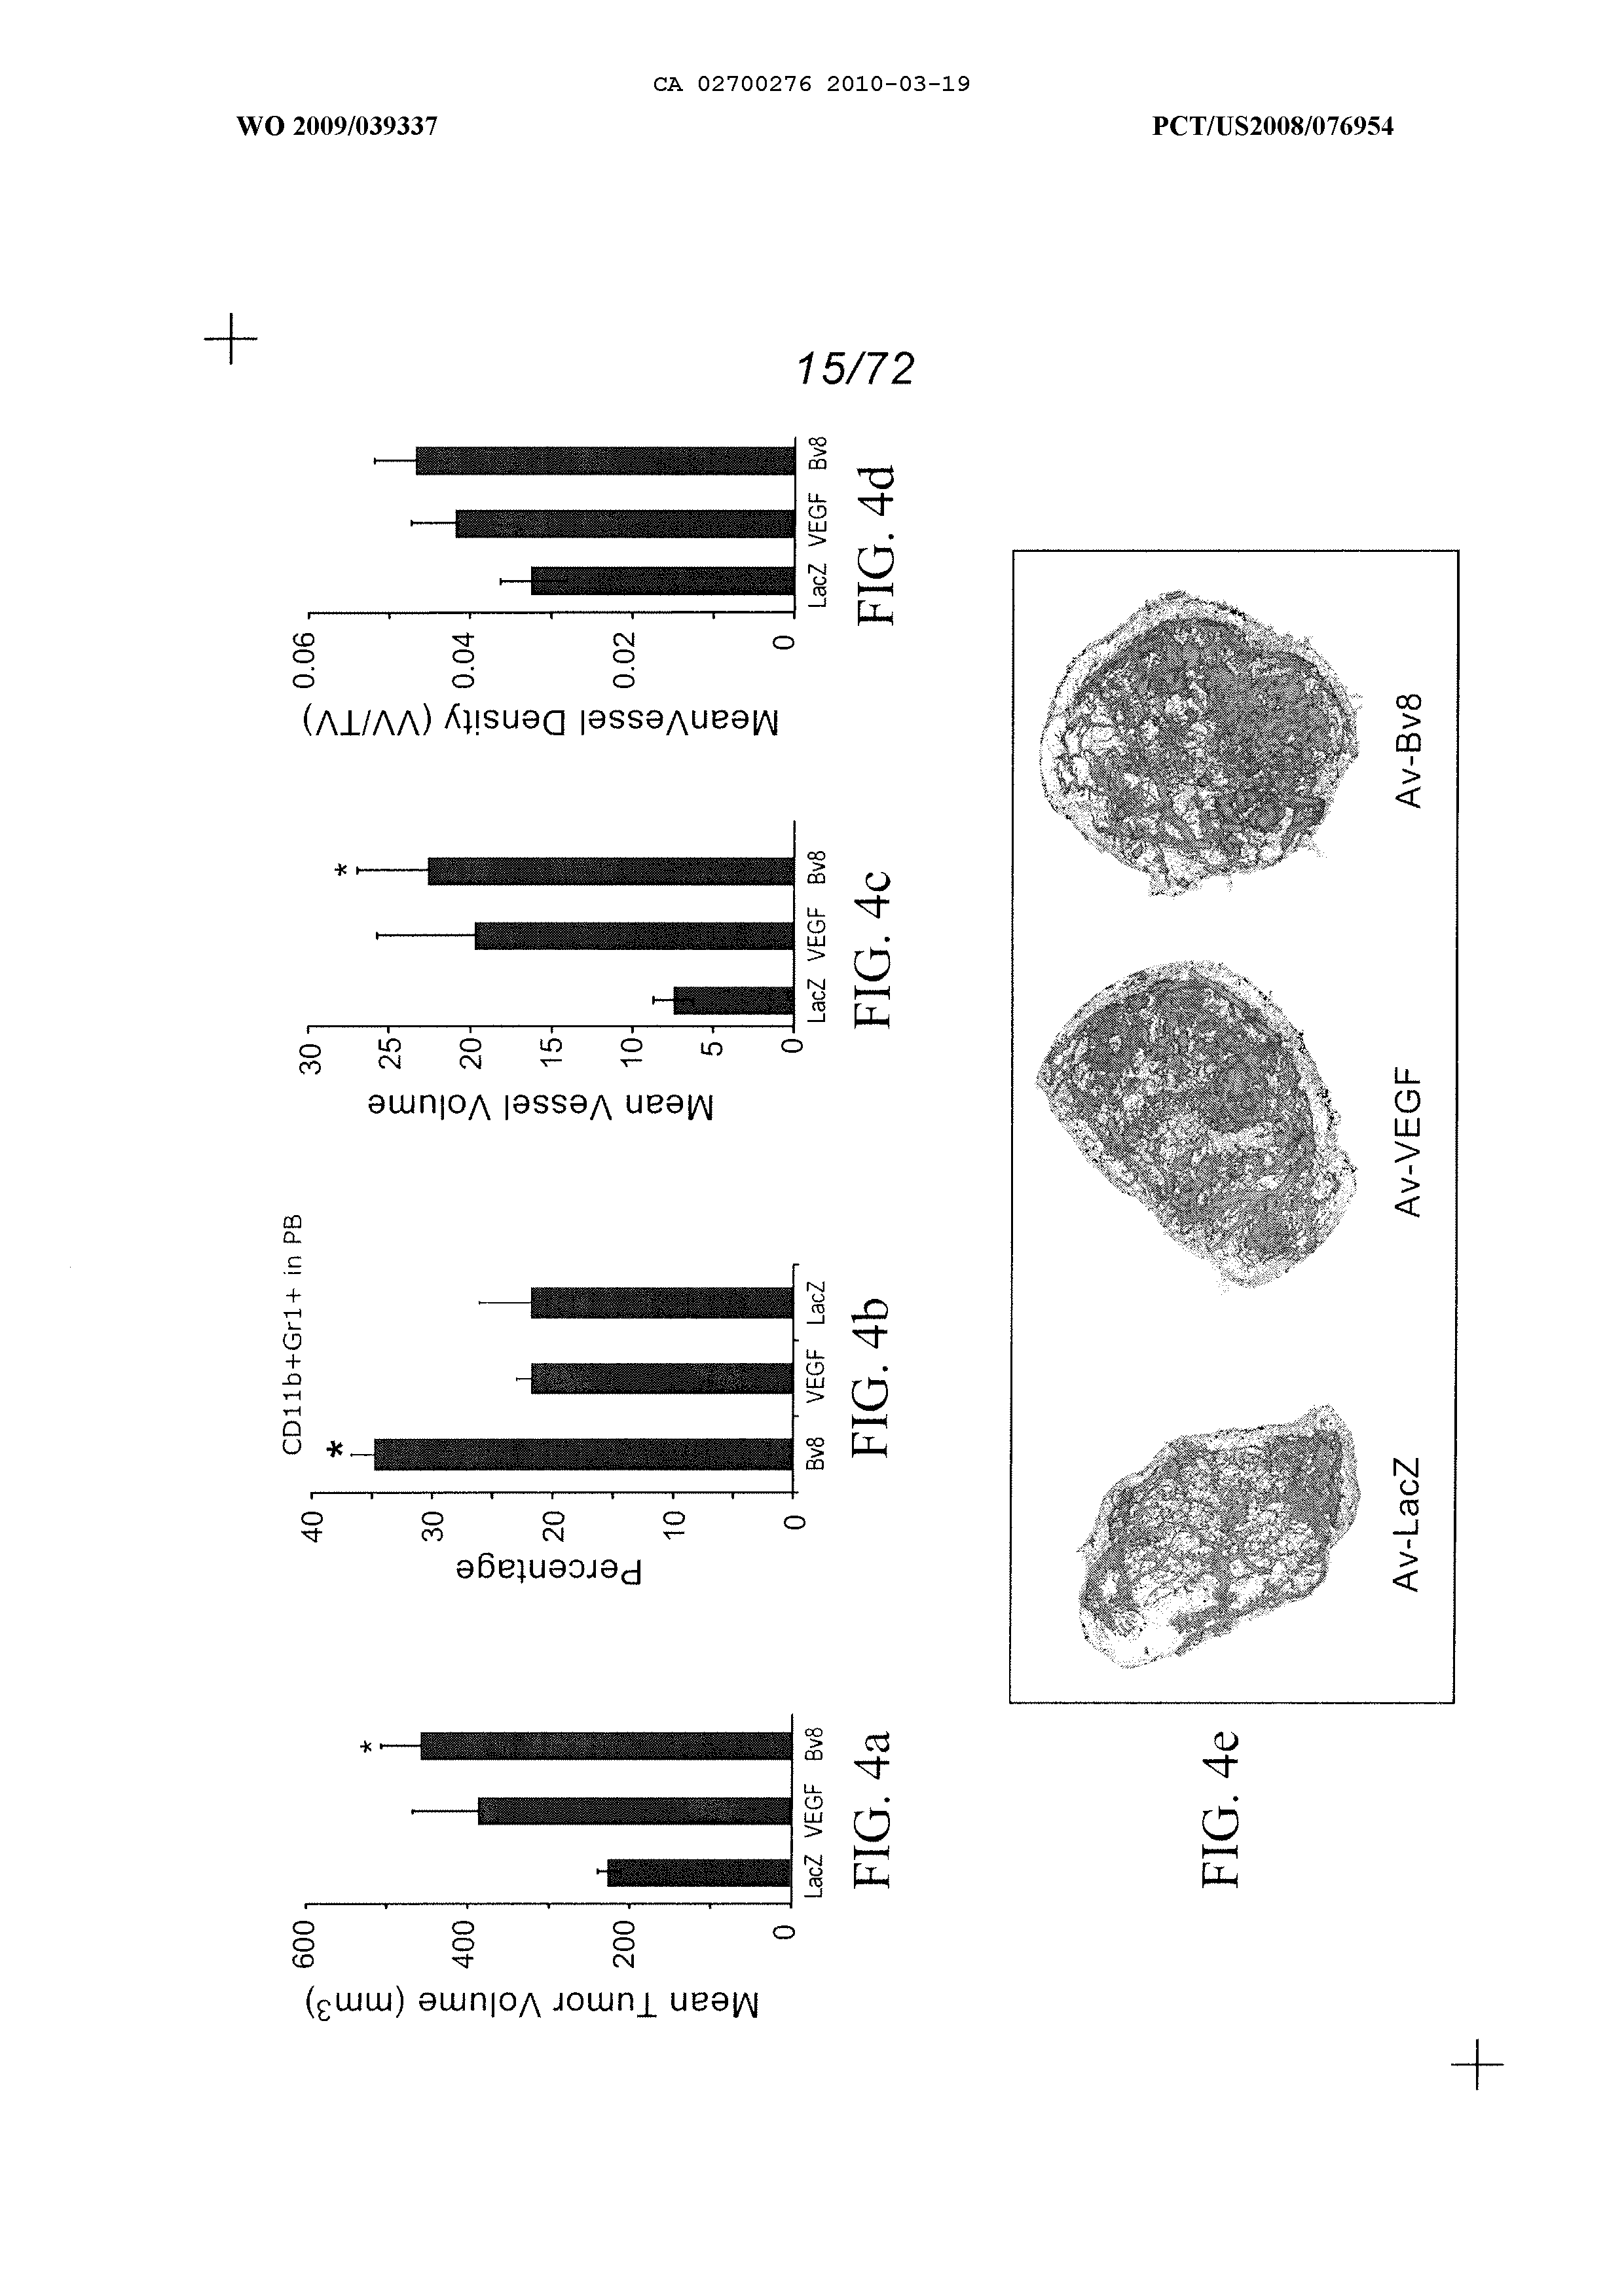 CA 02700276 2010-03-19
WO 2009/039337
PCT/US2008/076954
15/72
Mean Tumor Volume (mm³)
600
400
200
0
LacZ VEGF Bv8
*
FIG. 4a
CD11b+Gr1+ in PB
Percentage
40
30
20
10
0
*
Bv8 VEGF LacZ
FIG. 4b
Mean Vessel Volume
30
25
20
15
10
5
0
*
LacZ VEGF Bv8
FIG. 4c
MeanVessel Density (VV/TV)
0.06
0.04
0.02
0
LacZ VEGF Bv8
FIG. 4d
FIG. 4e
Av-LacZ
Av-VEGF
Av-Bv8